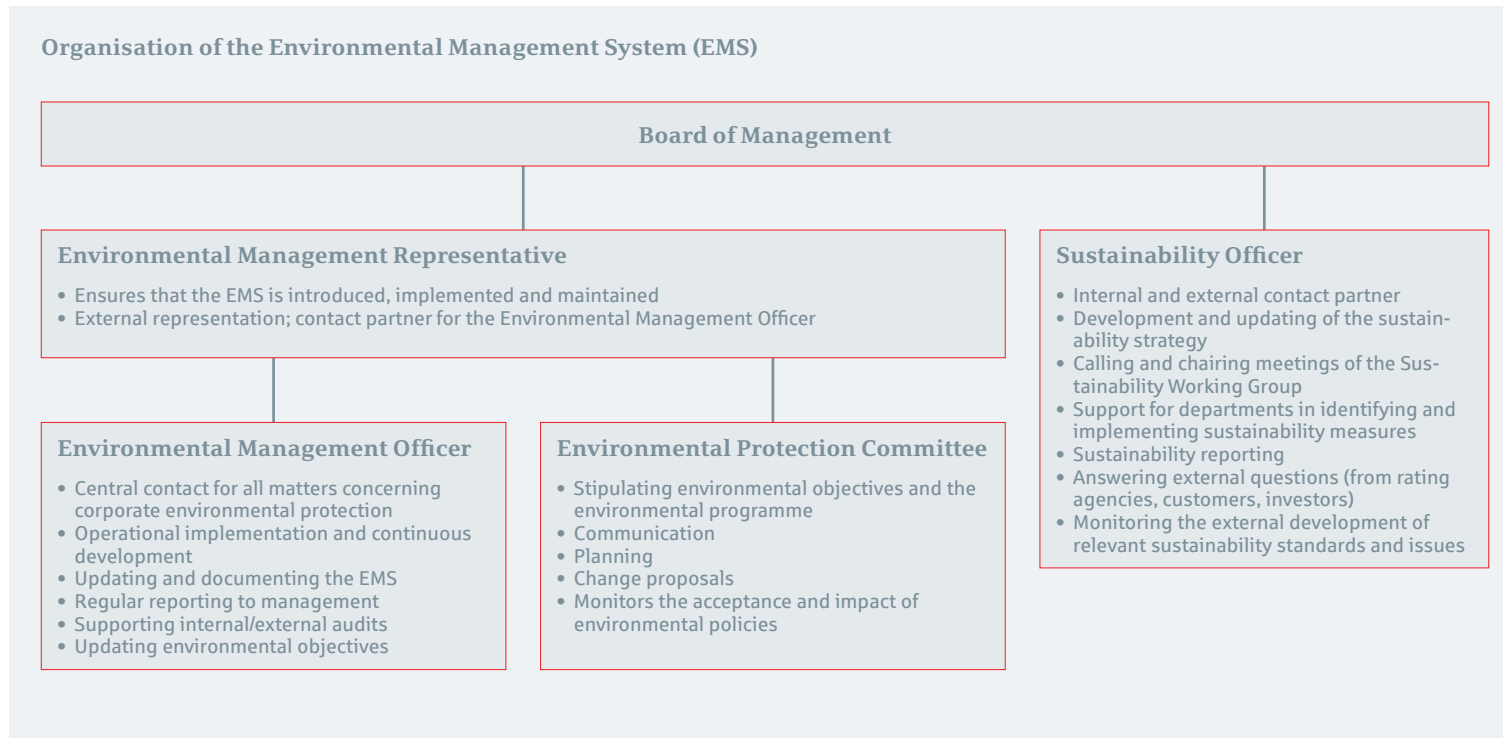 Organisation of the Environmental Management System (EMS)
Board of Management
Environmental Management Representative
• Ensures that the EMS is introduced, implemented and maintained
• External representation; contact partner for the Environmental Management Officer
Sustainability Officer
• Internal and external contact partner
• Development and updating of the sustain-
ability strategy
• Calling and chairing meetings of the Sus-
tainability Working Group
• Support for departments in identifying and
implementing sustainability measures
• Sustainability reporting
• Answering external questions (from rating
agencies, customers, investors)
• Monitoring the external development of
relevant sustainability standards and issues
Environmental Management Officer
• Central contact for all matters concerning
corporate environmental protection
• Operational implementation and continuous
development
• Updating and documenting the EMS
• Regular reporting to management
• Supporting internal/external audits
• Updating environmental objectives
Environmental Protection Committee
• Stipulating environmental objectives and the
environmental programme
• Communication
• Planning
• Change proposals
• Monitors the acceptance and impact of
environmental policies